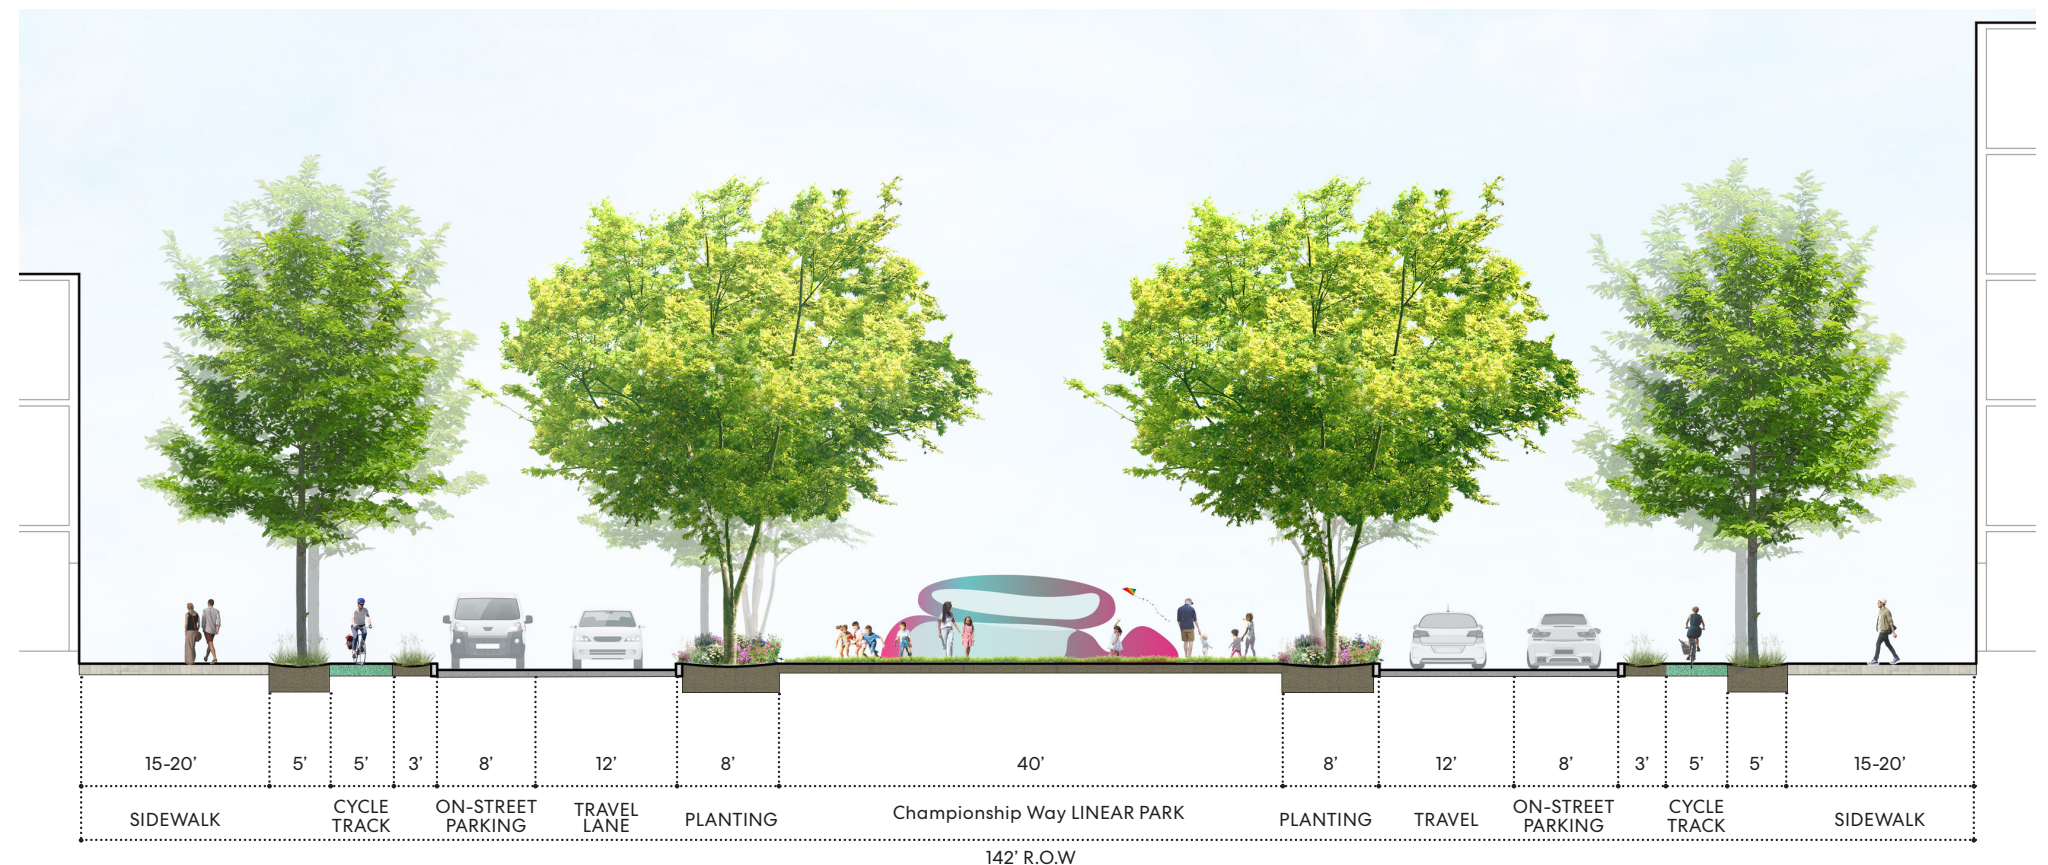 15-20’ 5’ 5’ 3’ 8’ 12’ 8’ 40’ 8’ 12’ 8’ 3’ 5’ 5’ 15-20’
SIDEWALK
CYCLE
TRACK
ON-STREET
PARKING
TRAVEL
LANE
PLANTING
Championship Way LINEAR PARK
PLANTING
TRAVEL
ON-STREET
PARKING
CYCLE
TRACK
SIDEWALK
142’ R.O.W